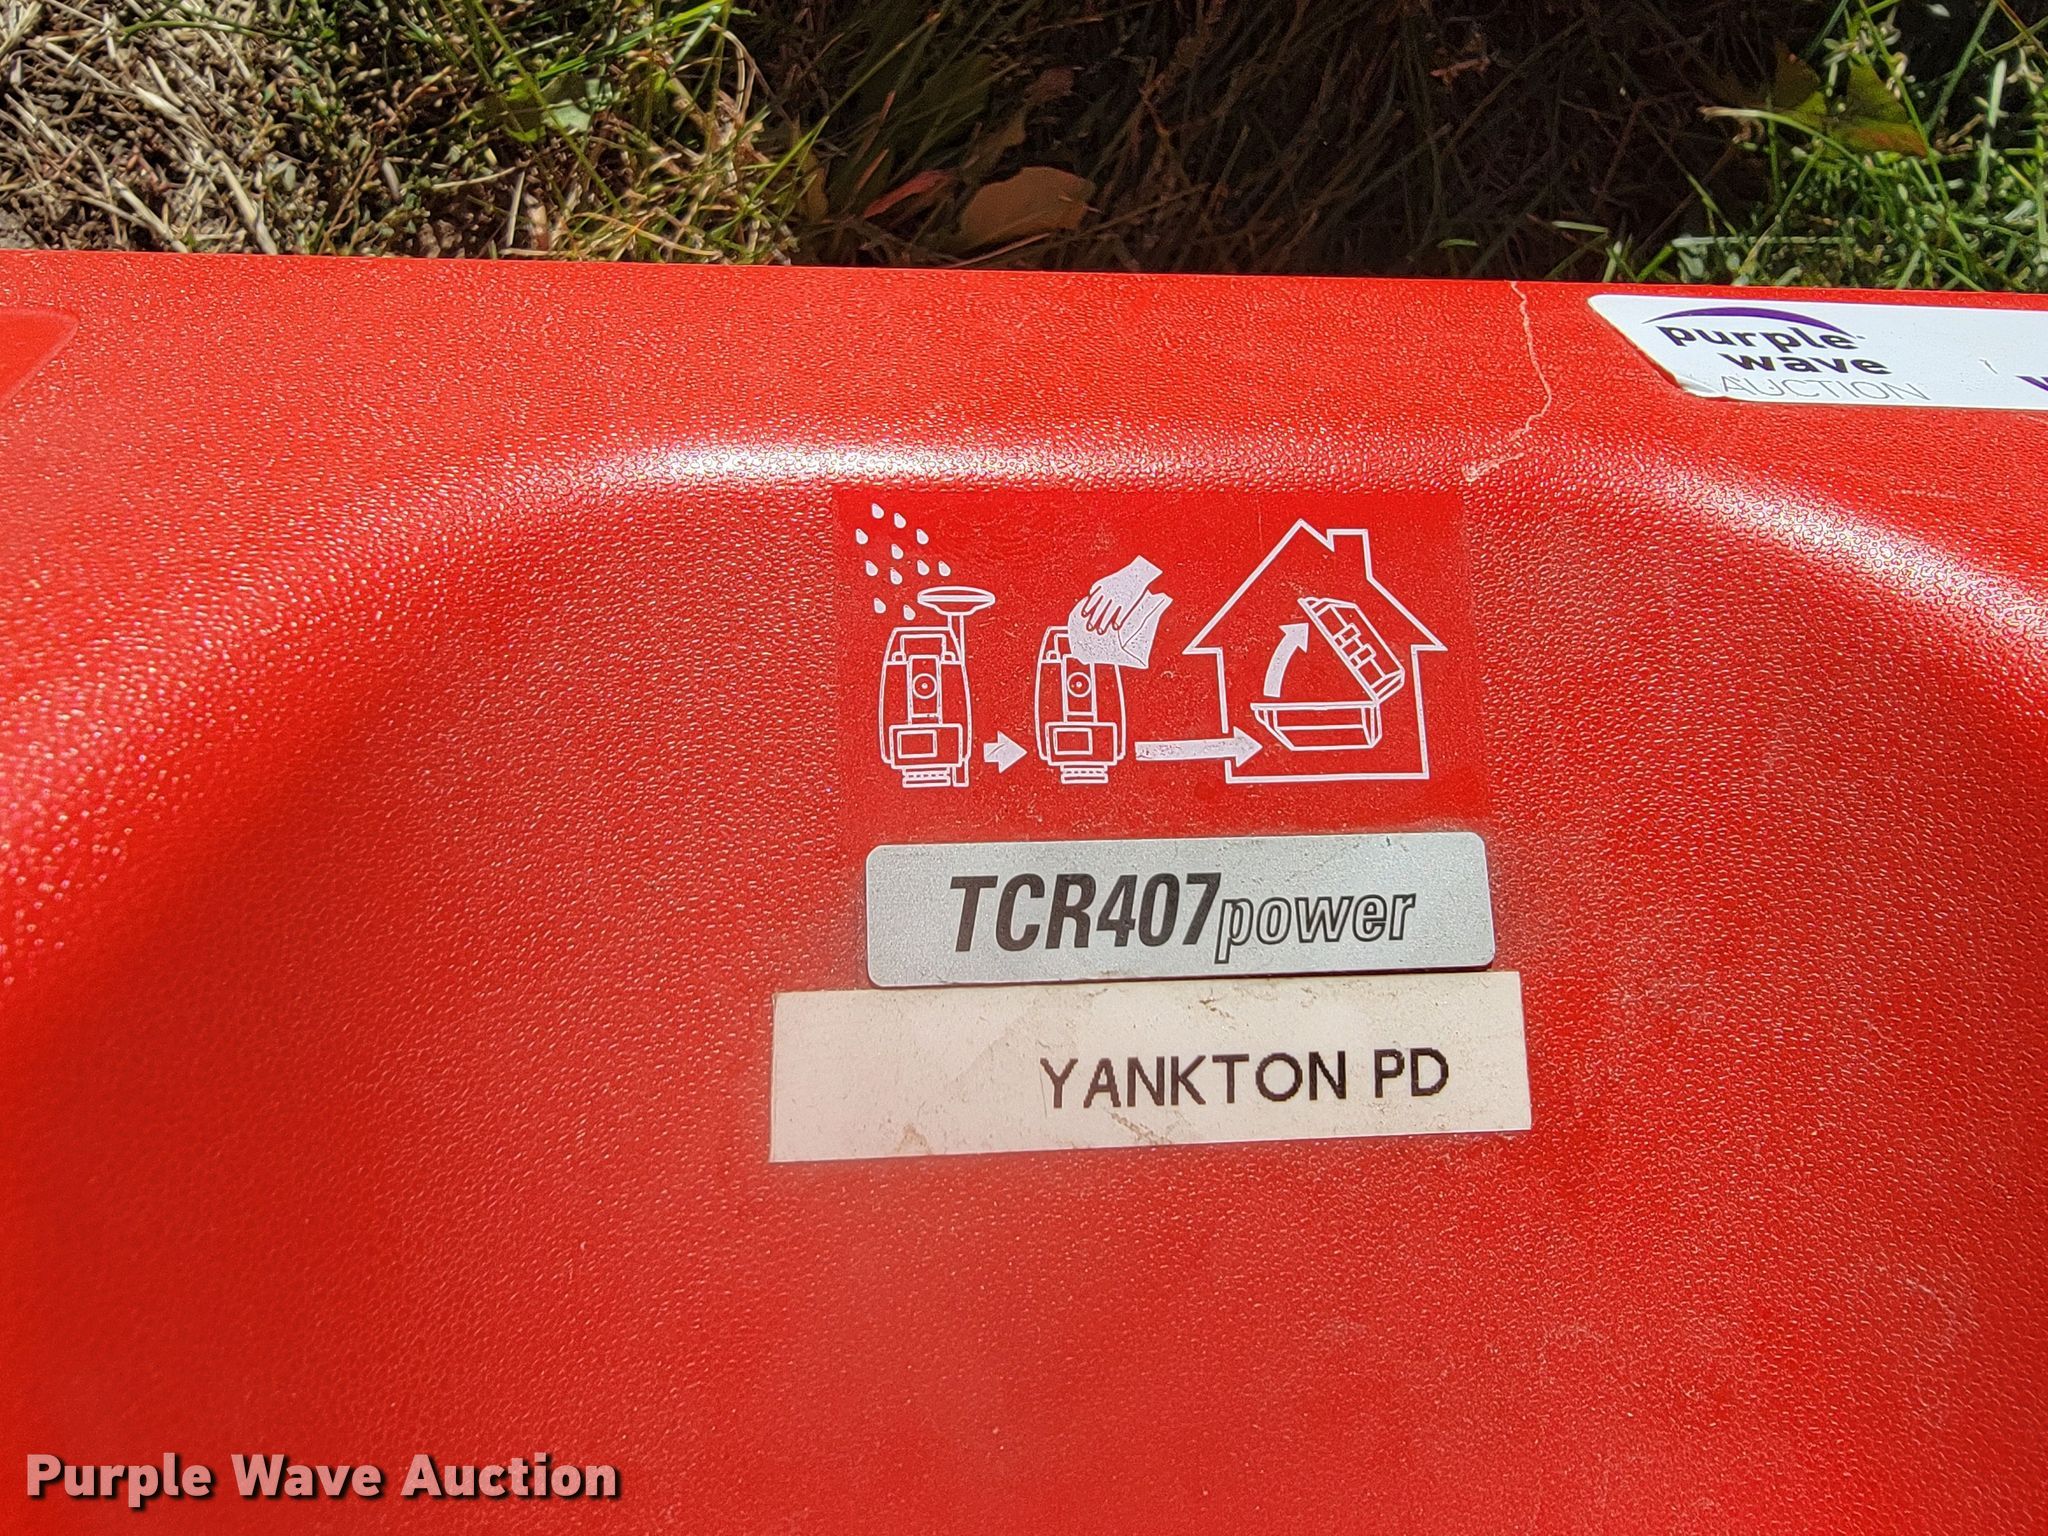 purple
wave
AUCTION
TCR407power
YANKTON PD
Purple Wave Auction